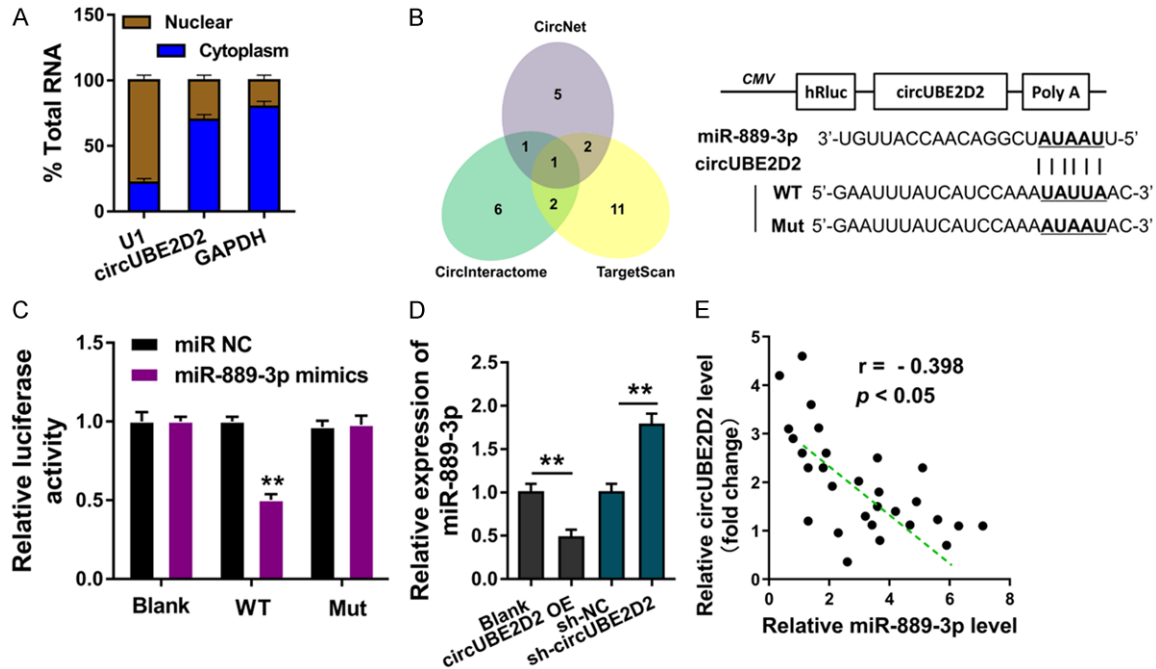 A
150
100
50
0
% Total RNA
Nuclear
Cytoplasm
U1
circUBE2D2
GAPDH
B
CircNet
5
1
2
1
6
2
11
CircInteractome
TargetScan
CMV
hRluc
circUBE2D2
Poly A
miR-889-3p 3'-UGUUACCAACAGGCUAUAAUU-5'
circUBE2D2
WT 5'-GAAUUUAUCAUCCAAAUAUUAAC-3'
Mut 5'-GAAUUUAUCAUCCAAAAUAAUAC-3'
C
1.5
1.0
0.5
0.0
Relative luciferase
activity
miR NC
miR-889-3p mimics
**
Blank
WT
Mut
D
2.5
2.0
1.5
1.0
0.5
0.0
Relative expression of
miR-889-3p
**
**
Blank
circUBE2D2 OE
sh-NC
sh-circUBE2D2
E
5
4
3
2
1
0
Relative circUBE2D2 level
(fold change)
r = - 0.398
p < 0.05
0 2 4 6 8
Relative miR-889-3p level